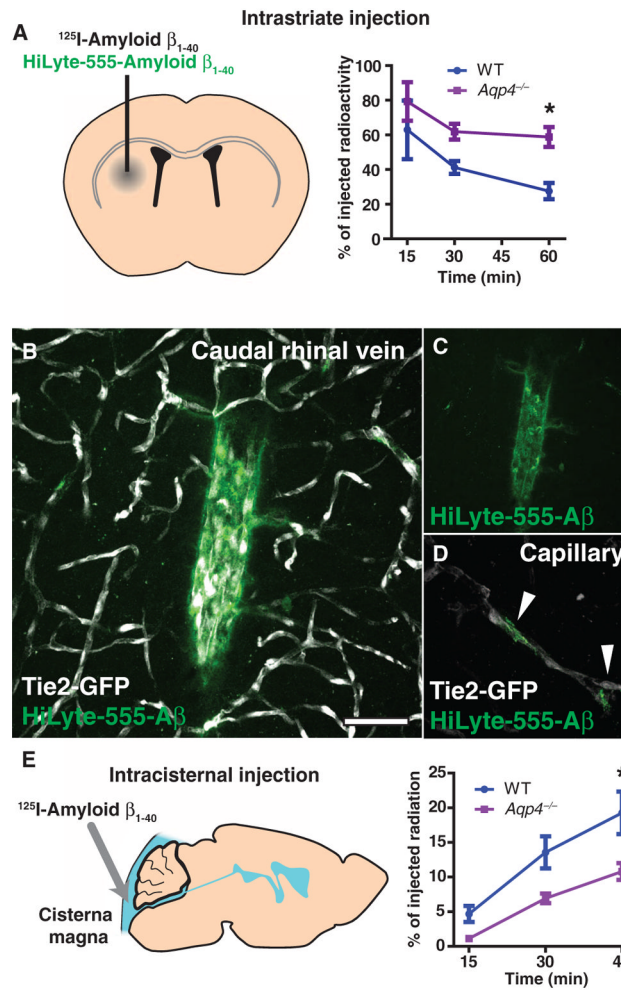 Intrastriate injection
A
¹²⁵I-Amyloid β₁₋₄₀
HiLyte-555-Amyloid β₁₋₄₀
% of injected radioactivity
100
80
60
40
20
0
WT
Aqp4⁻/⁻
*
15 30 45 60
Time (min)
B
Caudal rhinal vein
Tie2-GFP
HiLyte-555-Aβ
C
HiLyte-555-Aβ
D
Capillary
Tie2-GFP
HiLyte-555-Aβ
E
Intracisternal injection
¹²⁵I-Amyloid β₁₋₄₀
Cisterna
magna
% of injected radiation
25
20
15
10
5
0
WT
Aqp4⁻/⁻
*
15 30 4
Time (min)